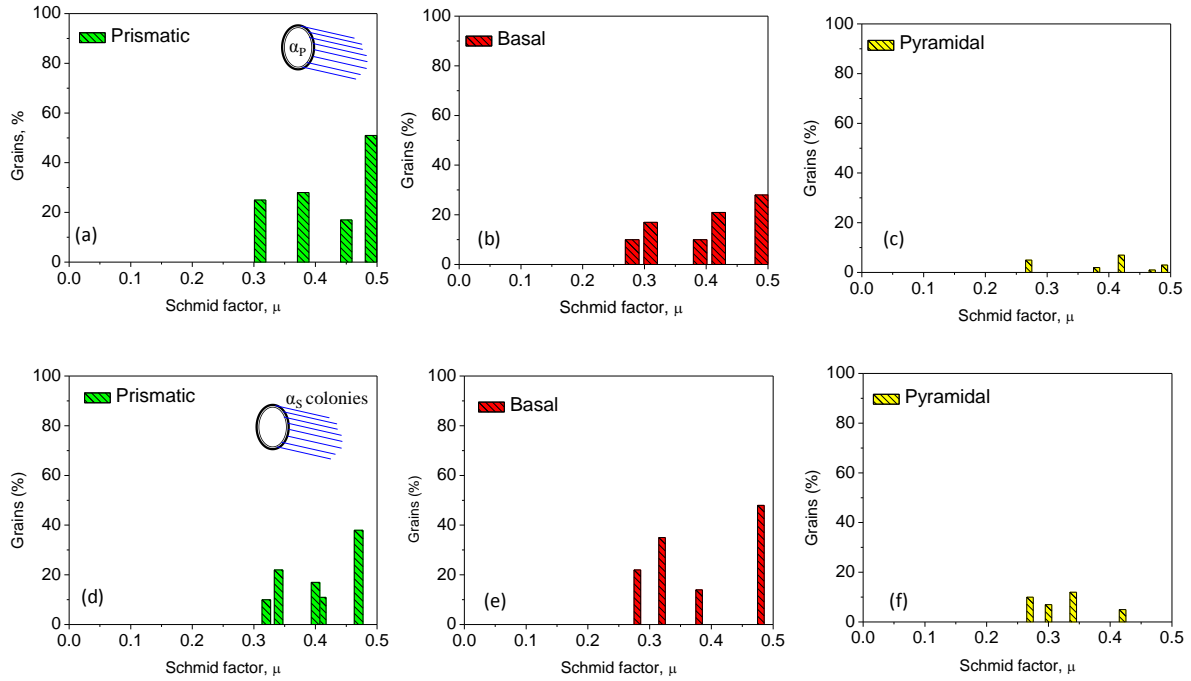 Prismatic
α_P
Grains, %
100
80
60
40
20
0
(a)
0.0 0.1 0.2 0.3 0.4 0.5
Schmid factor, μ
Basal
Grains (%)
100
80
60
40
20
0
(b)
0.0 0.1 0.2 0.3 0.4 0.5
Schmid factor, μ
Pyramidal
Grains (%)
100
80
60
40
20
0
(c)
0.0 0.1 0.2 0.3 0.4 0.5
Schmid factor, μ
Prismatic
α_S colonies
Grains (%)
100
80
60
40
20
0
(d)
0.0 0.1 0.2 0.3 0.4 0.5
Schmid factor, μ
Basal
Grains (%)
100
80
60
40
20
0
(e)
0.0 0.1 0.2 0.3 0.4 0.5
Schmid factor, μ
Pyramidal
Grains (%)
100
80
60
40
20
0
(f)
0.0 0.1 0.2 0.3 0.4 0.5
Schmid factor, μ